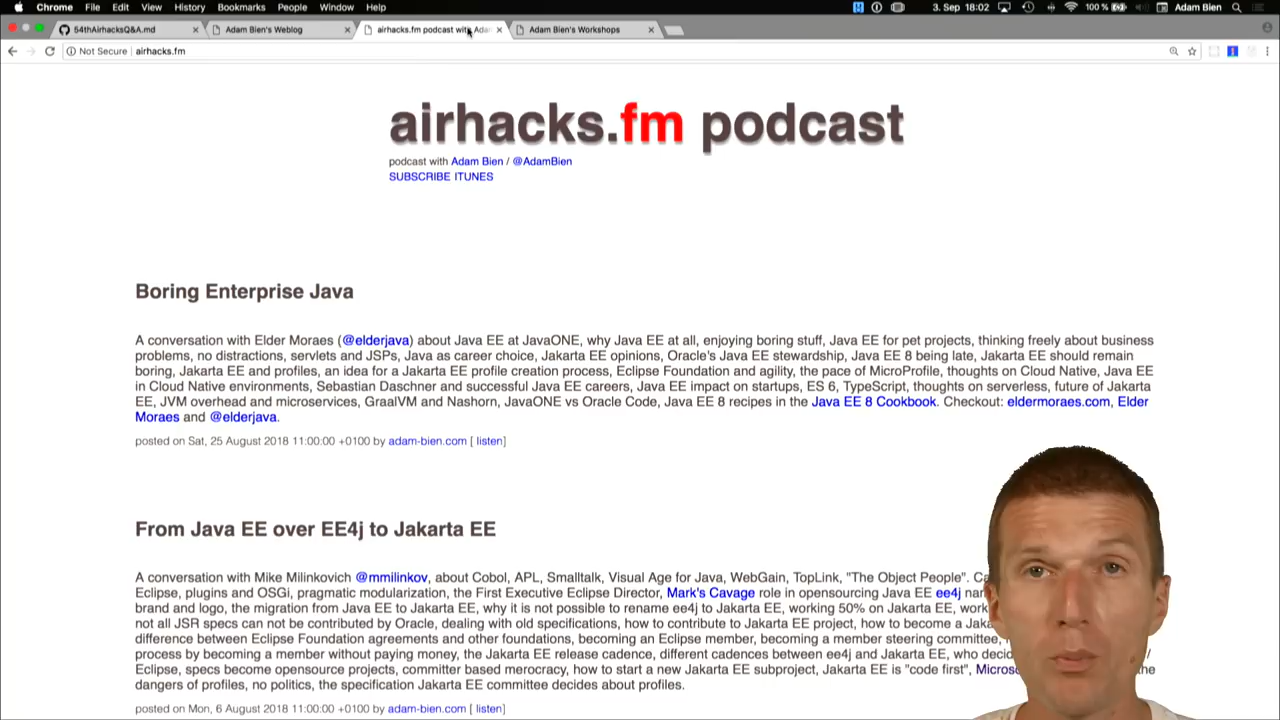 Chrome File Edit View History Bookmarks People Window Help 100 % 3. Sep 18:02 Adam Bien
54thAirhacksQ&A.md Adam Bien's Weblog airhacks.fm podcast with Ada Adam Bien's Workshops
Not Secure airhacks.fm
airhacks.fm podcast
podcast with Adam Bien / @AdamBien
SUBSCRIBE ITUNES
Boring Enterprise Java
A conversation with Elder Moraes (@elderjava) about Java EE at JavaONE, why Java EE at all, enjoying boring stuff, Java EE for pet projects, thinking freely about business
problems, no distractions, servlets and JSPs, Java as career choice, Jakarta EE opinions, Oracle's Java EE stewardship, Java EE 8 being late, Jakarta EE should remain
boring, Jakarta EE and profiles, an idea for a Jakarta EE profile creation process, Eclipse Foundation and agility, the pace of MicroProfile, thoughts on Cloud Native, Java EE
in Cloud Native environments, Sebastian Daschner and successful Java EE careers, Java EE impact on startups, ES 6, TypeScript, thoughts on serverless, future of Jakarta
EE, JVM overhead and microservices, GraalVM and Nashorn, JavaONE vs Oracle Code, Java EE 8 recipes in the Java EE 8 Cookbook. Checkout: eldermoraes.com, Elder
Moraes and @elderjava.
posted on Sat, 25 August 2018 11:00:00 +0100 by adam-bien.com [ listen]
From Java EE over EE4j to Jakarta EE
A conversation with Mike Milinkovich @mmilinkov, about Cobol, APL, Smalltalk, Visual Age for Java, WebGain, TopLink, "The Object People".
Eclipse, plugins and OSGi, pragmatic modularization, the First Executive Eclipse Director, Mark's Cavage role in opensourcing Java EE ee4j
brand and logo, the migration from Java EE to Jakarta EE, why it is not possible to rename ee4j to Jakarta EE, working 50% on Jakarta EE,
not all JSR specs can not be contributed by Oracle, dealing with old specifications, how to contribute to Jakarta EE project, how to become a
difference between Eclipse Foundation agreements and other foundations, becoming an Eclipse member, becoming a member steering committee,
process by becoming a member without paying money, the Jakarta EE release cadence, different cadences between ee4j and Jakarta EE, who /
Eclipse, specs become opensource projects, committer based merocracy, how to start a new Jakarta EE subproject, Jakarta EE is "code first", the
dangers of profiles, no politics, the specification Jakarta EE committee decides about profiles.
posted on Mon, 6 August 2018 11:00:00 +0100 by adam-bien.com [ listen]